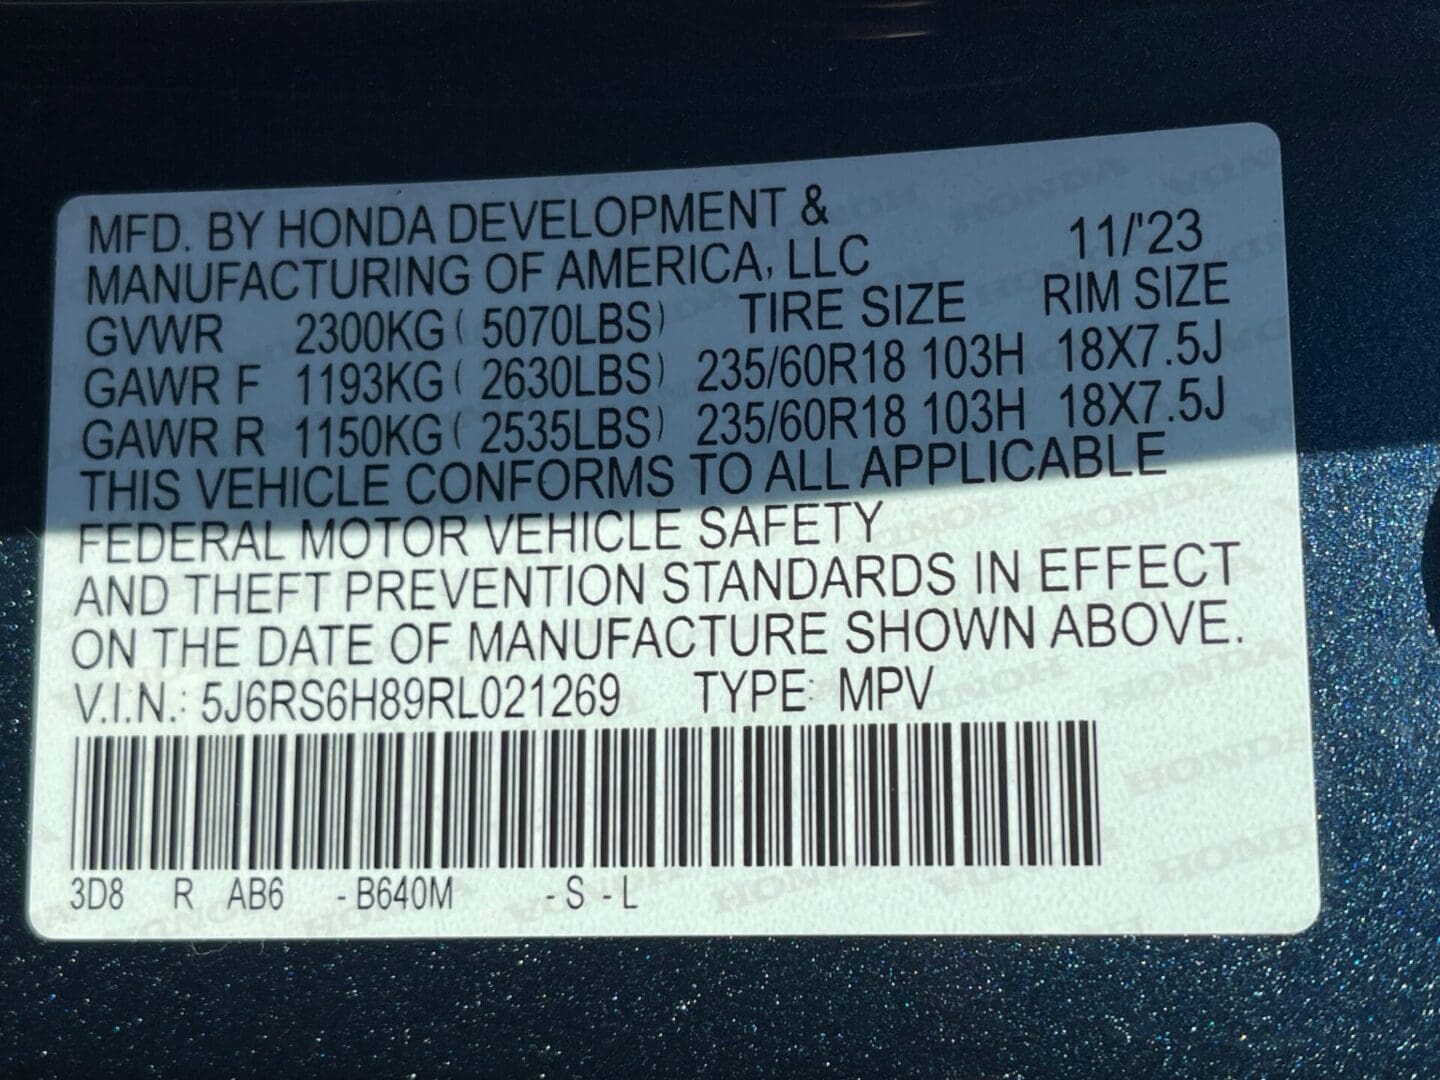 MFD. BY HONDA DEVELOPMENT &
MANUFACTURING OF AMERICA, LLC 11/'23
GVWR 2300KG ( 5070LBS) TIRE SIZE RIM SIZE
GAWR F 1193KG ( 2630LBS) 235/60R18 103H 18X7.5J
GAWR R 1150KG ( 2535LBS) 235/60R18 103H 18X7.5J
THIS VEHICLE CONFORMS TO ALL APPLICABLE
FEDERAL MOTOR VEHICLE SAFETY
AND THEFT PREVENTION STANDARDS IN EFFECT
ON THE DATE OF MANUFACTURE SHOWN ABOVE.
V.I.N.: 5J6RS6H89RL021269 TYPE: MPV
3D8 R AB6 - B640M - S - L